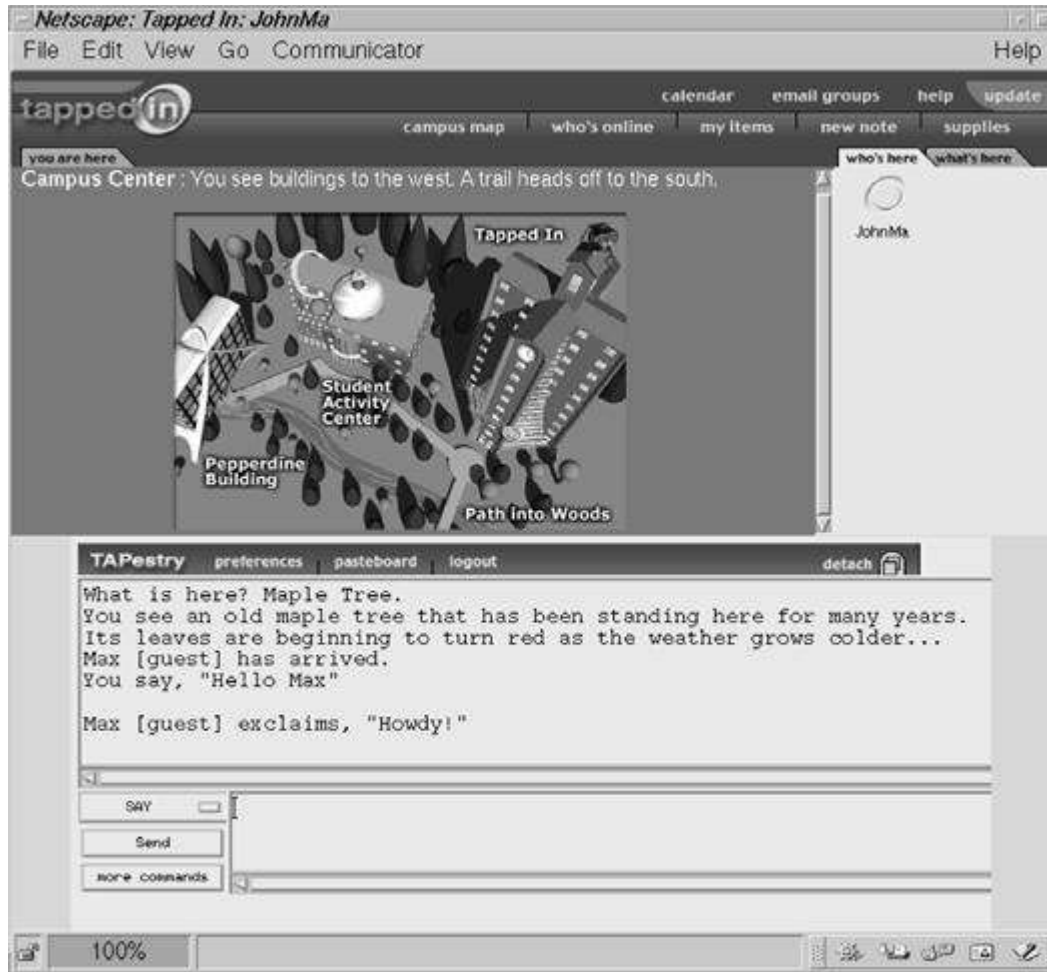 Netscape: Tapped In: JohnMa
File Edit View Go Communicator Help
tapped in
calendar email groups help update
campus map who's online my items new note supplies
you are here
who's here what's here
Campus Center : You see buildings to the west. A trail heads off to the south.
JohnMa
Tapped In
Student
Activity
Center
Pepperdine
Building
Path into Woods
TAPestry preferences pasteboard logout detach
What is here? Maple Tree.
You see an old maple tree that has been standing here for many years.
Its leaves are beginning to turn red as the weather grows colder...
Max [guest] has arrived.
You say, "Hello Max"
Max [guest] exclaims, "Howdy!"
SAY
Send
more commands
100%